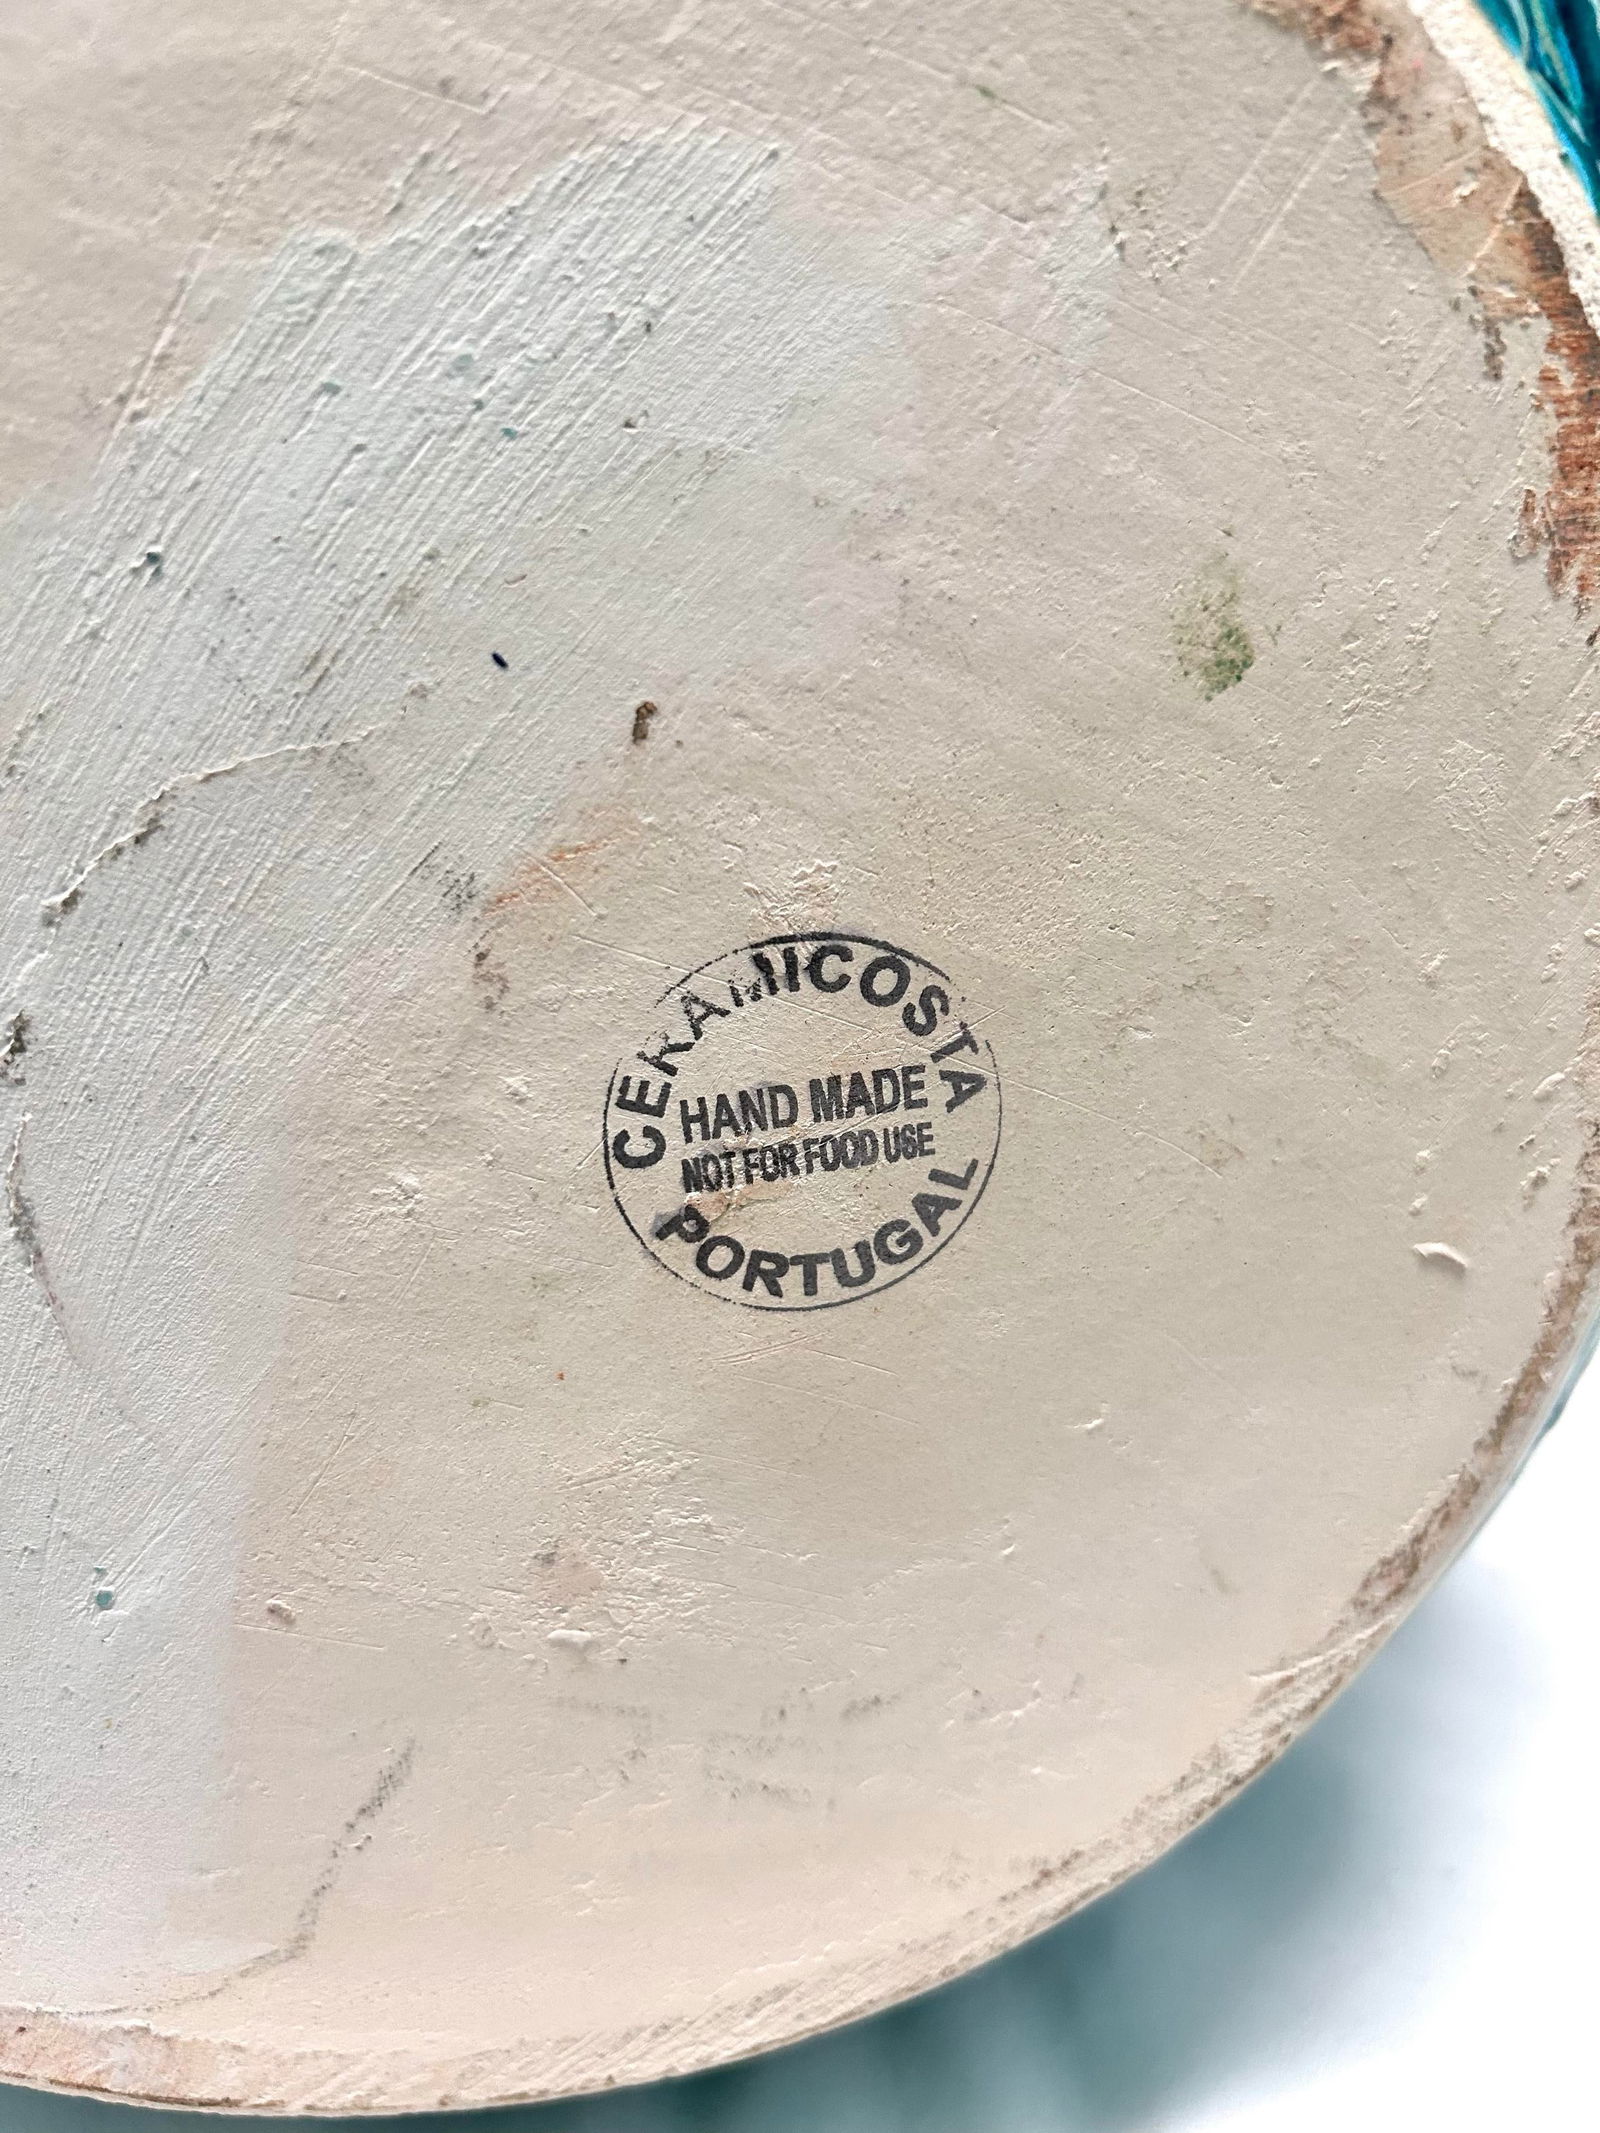 CERAMICOSTA
HAND MADE
NOT FOR FOOD USE
PORTUGAL